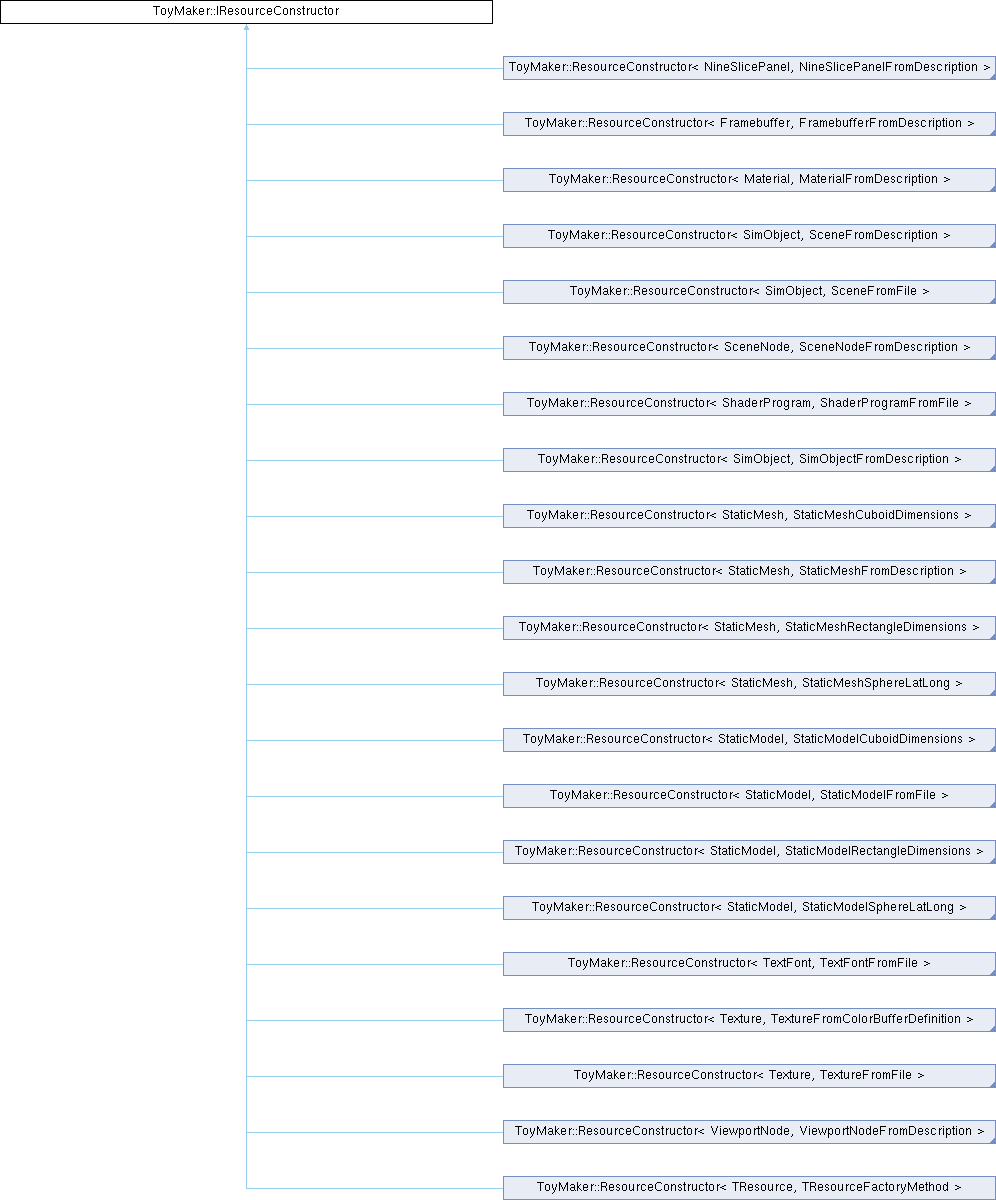 ToyMaker::IResourceConstructor
ToyMaker::ResourceConstructor< NineSlicePanel, NineSlicePanelFromDescription >
ToyMaker::ResourceConstructor< Framebuffer, FramebufferFromDescription >
ToyMaker::ResourceConstructor< Material, MaterialFromDescription >
ToyMaker::ResourceConstructor< SimObject, SceneFromDescription >
ToyMaker::ResourceConstructor< SimObject, SceneFromFile >
ToyMaker::ResourceConstructor< SceneNode, SceneNodeFromDescription >
ToyMaker::ResourceConstructor< ShaderProgram, ShaderProgramFromFile >
ToyMaker::ResourceConstructor< SimObject, SimObjectFromDescription >
ToyMaker::ResourceConstructor< StaticMesh, StaticMeshCuboidDimensions >
ToyMaker::ResourceConstructor< StaticMesh, StaticMeshFromDescription >
ToyMaker::ResourceConstructor< StaticMesh, StaticMeshRectangleDimensions >
ToyMaker::ResourceConstructor< StaticMesh, StaticMeshSphereLatLong >
ToyMaker::ResourceConstructor< StaticModel, StaticModelCuboidDimensions >
ToyMaker::ResourceConstructor< StaticModel, StaticModelFromFile >
ToyMaker::ResourceConstructor< StaticModel, StaticModelRectangleDimensions >
ToyMaker::ResourceConstructor< StaticModel, StaticModelSphereLatLong >
ToyMaker::ResourceConstructor< TextFont, TextFontFromFile >
ToyMaker::ResourceConstructor< Texture, TextureFromColorBufferDefinition >
ToyMaker::ResourceConstructor< Texture, TextureFromFile >
ToyMaker::ResourceConstructor< ViewportNode, ViewportNodeFromDescription >
ToyMaker::ResourceConstructor< TResource, TResourceFactoryMethod >